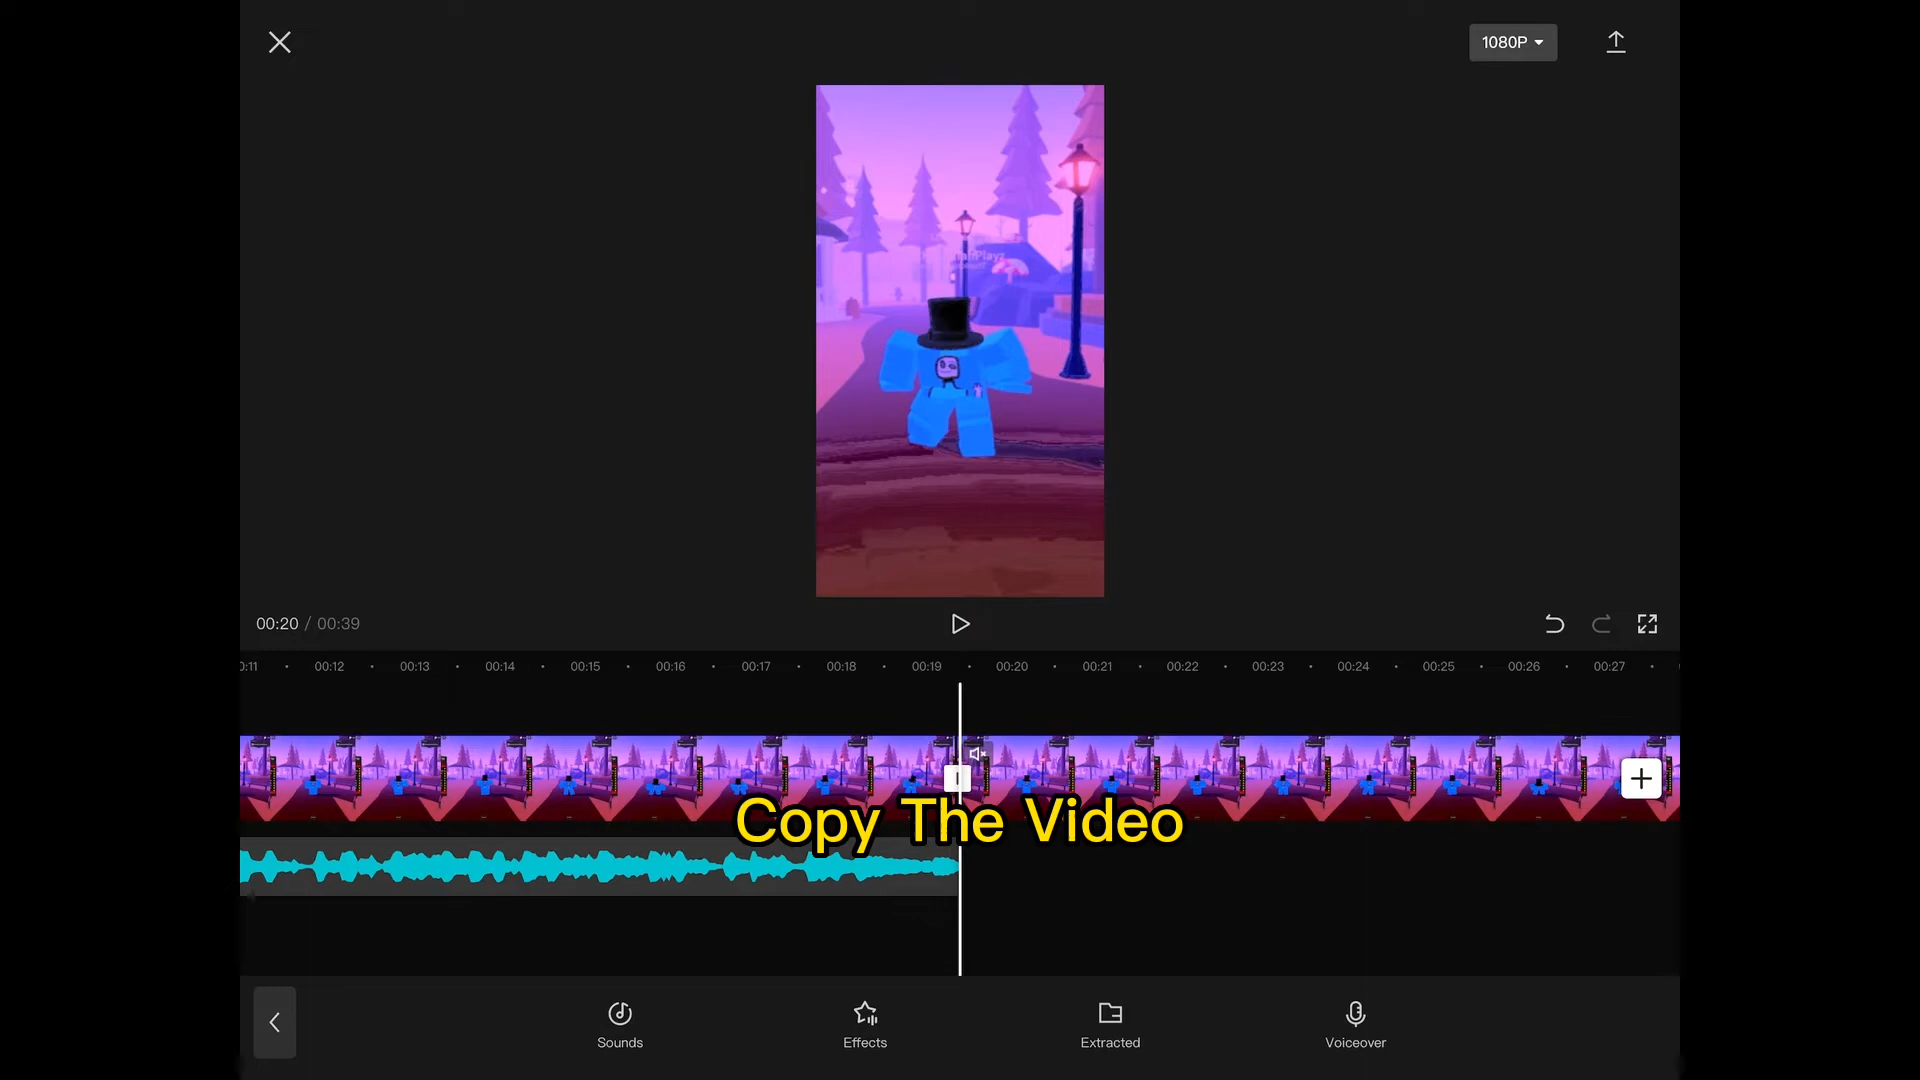 1080P
00:20 / 00:39
00:12 00:13 00:14 00:15 00:16 00:17 00:18 00:19 00:20 00:21 00:22 00:23 00:24 00:25 00:26 00:27
Copy The Video
Sounds Effects Extracted Voiceover